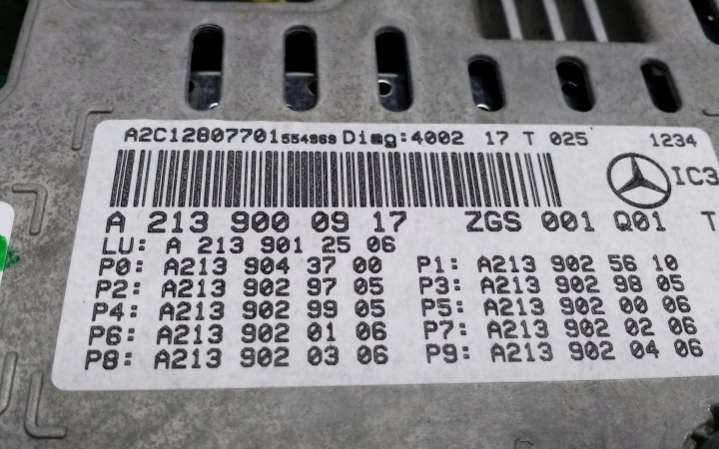 A2C12807701 554969 Diag:4002 17 T 025 1234
IC3
A 213 900 09 17 ZGS 001 Q01 T
LU: A 213 901 25 06
P0: A213 904 37 00 P1: A213 902 56 10
P2: A213 902 97 05 P3: A213 902 98 05
P4: A213 902 99 05 P5: A213 902 00 06
P6: A213 902 01 06 P7: A213 902 02 06
P8: A213 902 03 06 P9: A213 902 04 06